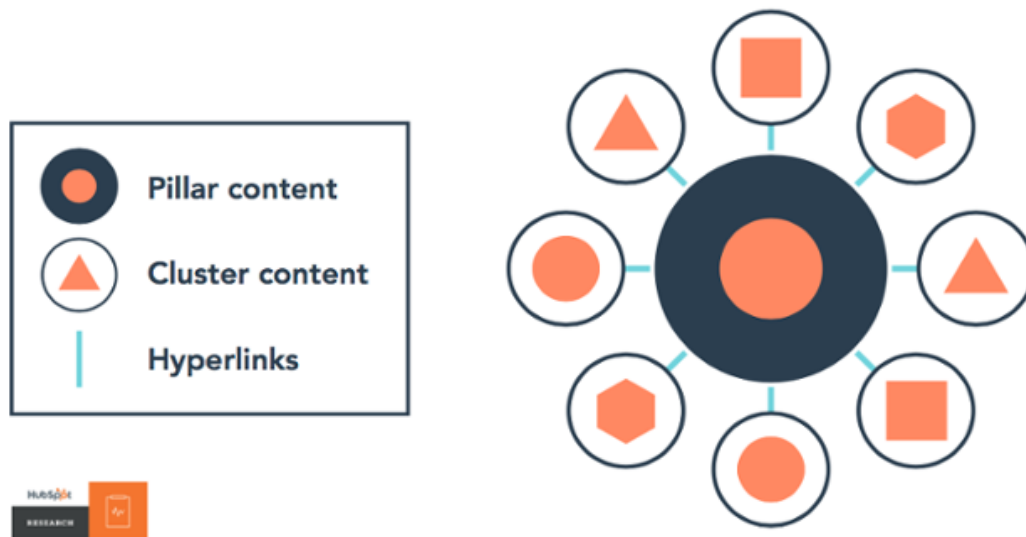 Pillar content
Cluster content
Hyperlinks
HubSpot
RESEARCH